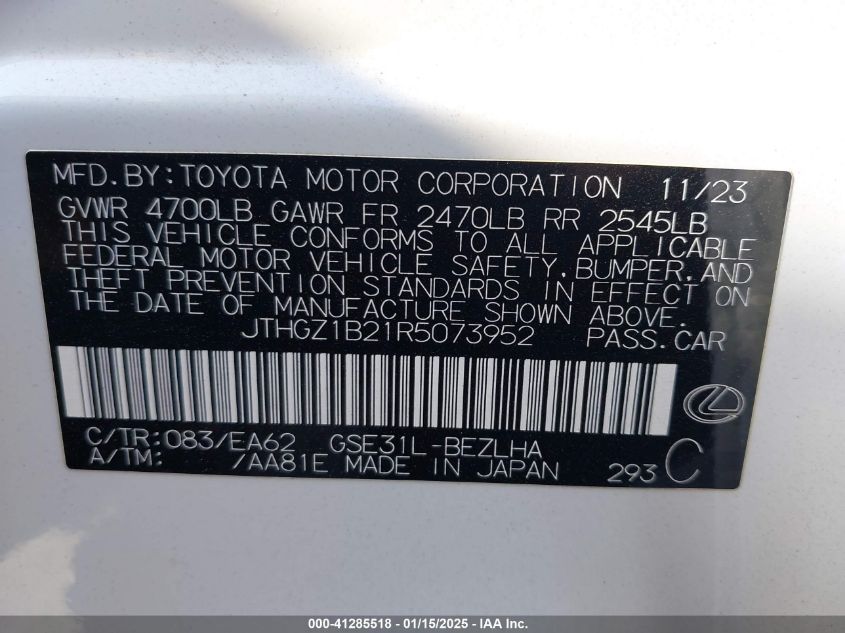 MFD.BY:TOYOTA MOTOR CORPORATION 11/23
GVWR 4700LB GAWR FR 2470LB RR 2545LB
THIS VEHICLE CONFORMS TO ALL APPLICABLE
FEDERAL MOTOR VEHICLE SAFETY,BUMPER,AND
THEFT PREVENTION STANDARDS IN EFFECT ON
THE DATE OF MANUFACTURE SHOWN ABOVE.
JTHGZ1B21R5073952 PASS.CAR
C/TR:083/EA62 GSE31L-BEZLHA
A/TM: /AA81E MADE IN JAPAN 293 C
000-41285518 - 01/15/2025 - IAA Inc.